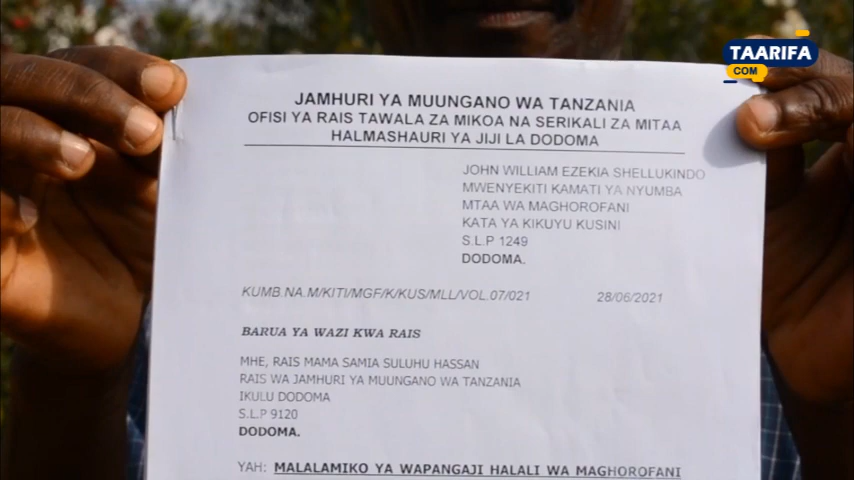 TAARIFA
COM
JAMHURI YA MUUNGANO WA TANZANIA
OFISI YA RAIS TAWALA ZA MIKOA NA SERIKALI ZA MITAA
HALMASHAURI YA JIJI LA DODOMA
JOHN WILLIAM EZEKIA SHELLUKINDO
MWENYEKITI KAMATI YA NYUMBA
MTAA WA MAGHOROFANI
KATA YA KIKUYU KUSINI
S.L.P 1249
DODOMA.
KUMB.NA.M/KITI/MGF/K/KUS/MLL/VOL.07/021 28/06/2021
BARUA YA WAZI KWA RAIS
MHE, RAIS MAMA SAMIA SULUHU HASSAN
RAIS WA JAMHURI YA MUUNGANO WA TANZANIA
IKULU DODOMA
S.L.P 9120
DODOMA.
YAH: MALALAMIKO YA WAPANGAJI HALALI WA MAGHOROFANI